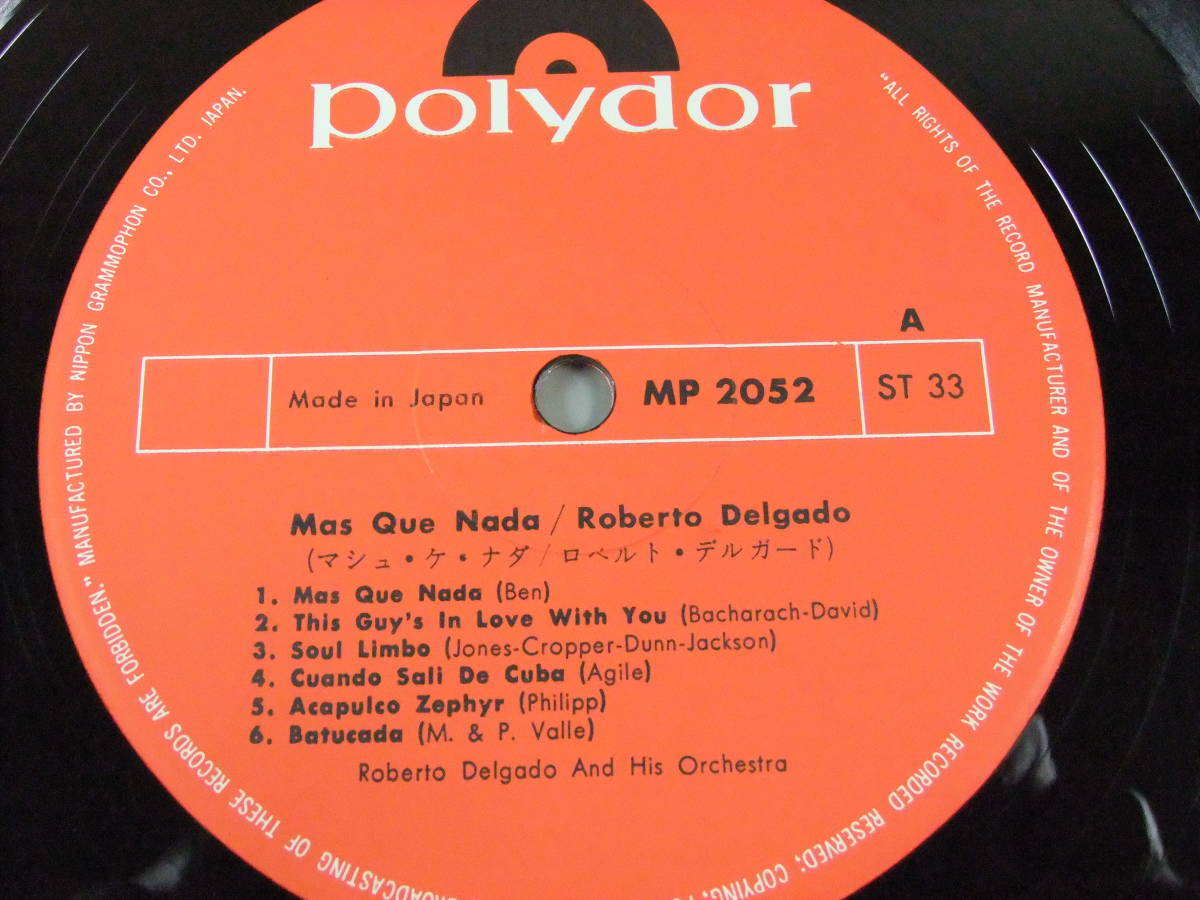 polydor
A
Made in Japan
MP 2052
ST 33
Mas Que Nada / Roberto Delgado
(マシュ・ケ・ナダ/ロベルト・デルガード)
1. Mas Que Nada (Ben)
2. This Guy's In Love With You (Bacharach-David)
3. Soul Limbo (Jones-Cropper-Dunn-Jackson)
4. Cuando Sali De Cuba (Agile)
5. Acapulco Zephyr (Philipp)
6. Batucada (M. & P. Valle)
Roberto Delgado And His Orchestra
"ALL RIGHTS OF THE RECORD MANUFACTURER AND OF THE OWNER OF THE WORK RECORDED RESERVED; COPYING,
BROADCASTING OF THESE RECORDS ARE FORBIDDEN." MANUFACTURED BY NIPPON GRAMMOPHON CO., LTD. JAPAN.